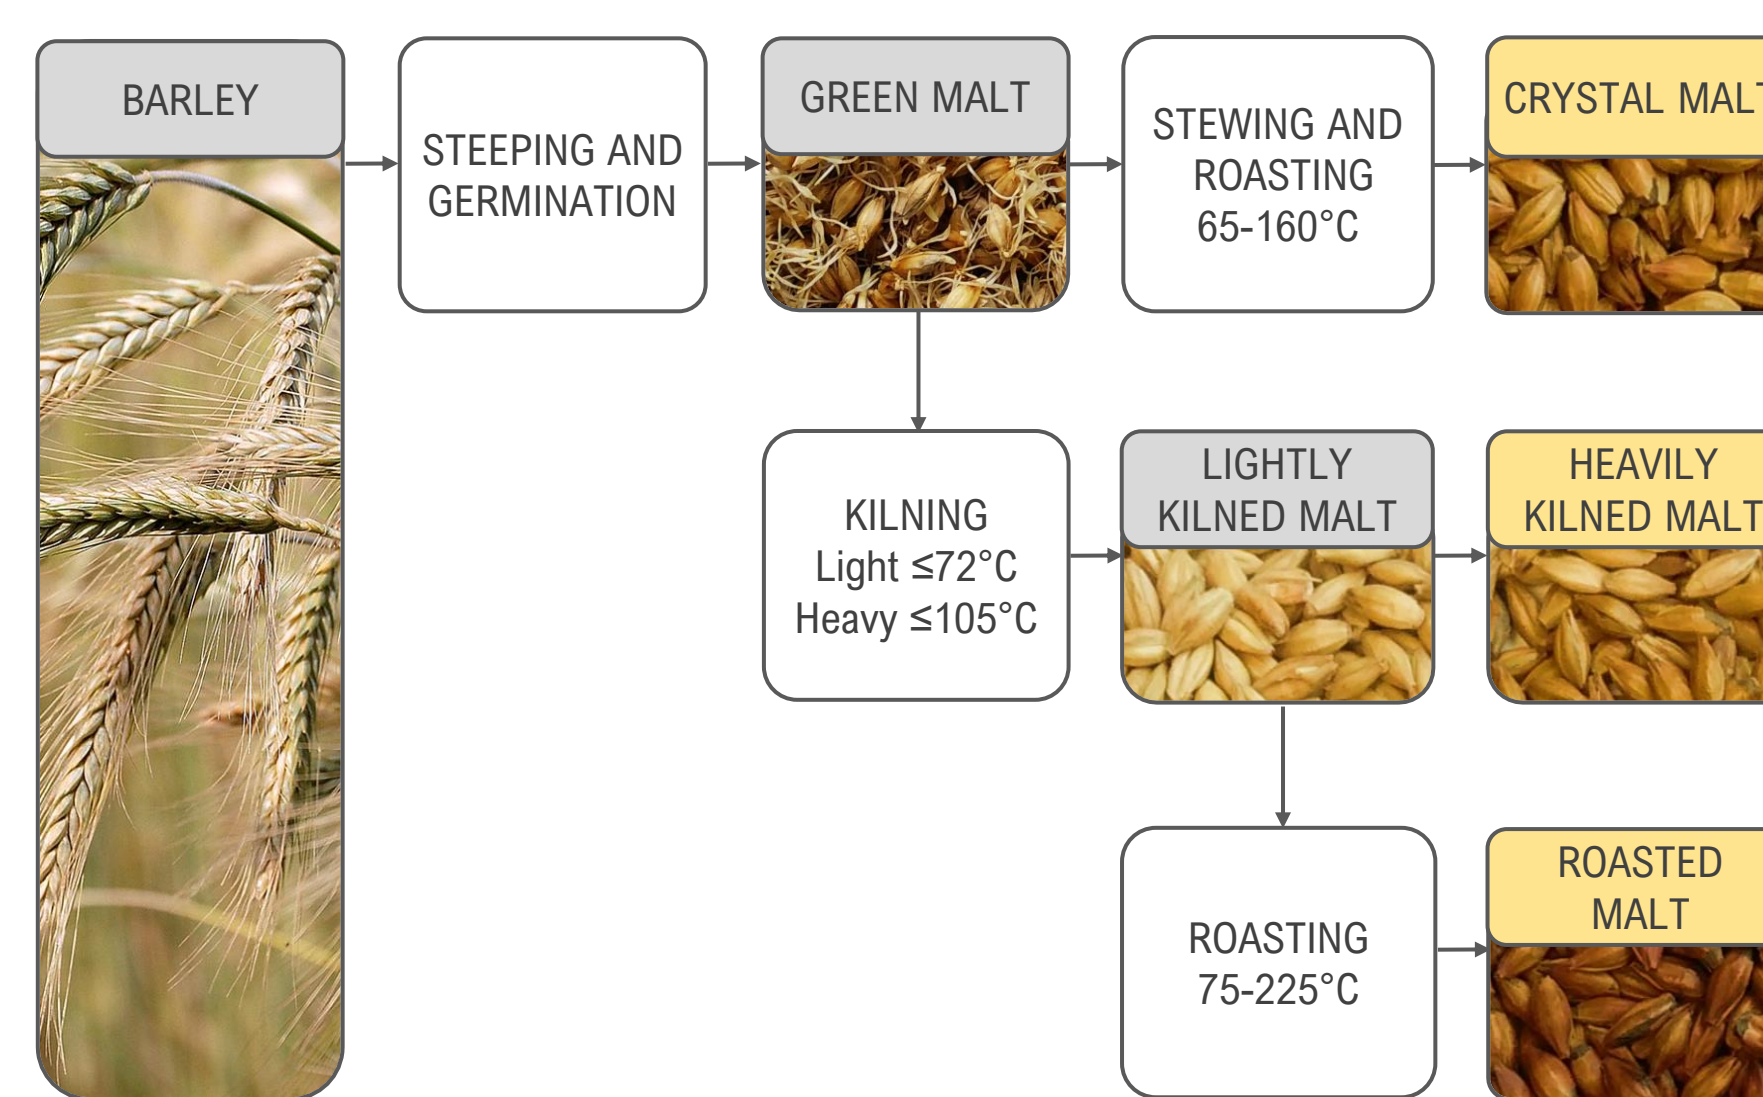 BARLEY
STEEPING AND
GERMINATION
GREEN MALT
STEWING AND
ROASTING
65-160°C
CRYSTAL MALT
KILNING
Light ≤72°C
Heavy ≤105°C
LIGHTLY
KILNED MALT
HEAVILY
KILNED MALT
ROASTING
75-225°C
ROASTED
MALT